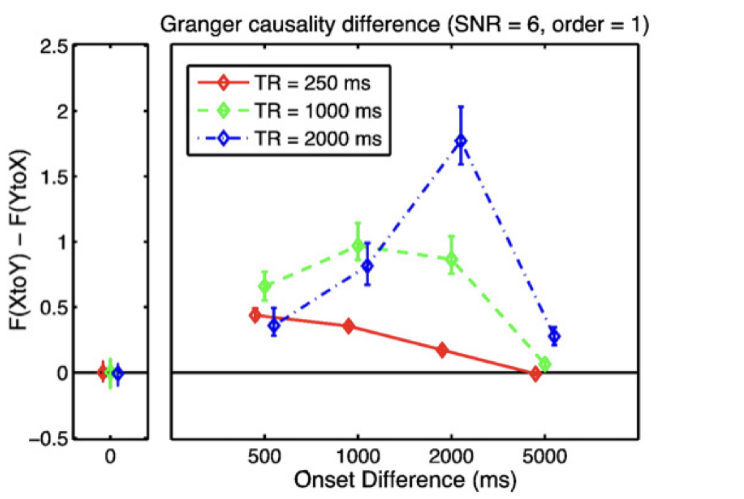 Granger causality difference (SNR = 6, order = 1)
2.5
2
1.5
1
0.5
0
−0.5
F(XtoY) − F(YtoX)
TR = 250 ms
TR = 1000 ms
TR = 2000 ms
0
500
1000
2000
5000
Onset Difference (ms)